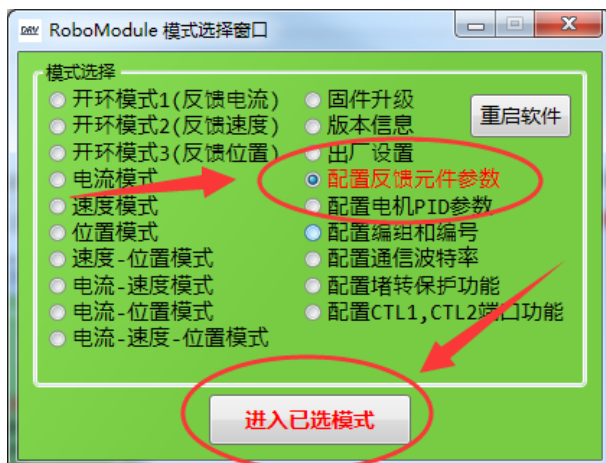 DRV RoboModule 模式选择窗口
模式选择
开环模式1(反馈电流)
开环模式2(反馈速度)
开环模式3(反馈位置)
电流模式
速度模式
位置模式
速度-位置模式
电流-速度模式
电流-位置模式
电流-速度-位置模式
固件升级
版本信息
出厂设置
配置反馈元件参数
配置电机PID参数
配置编组和编号
配置通信波特率
配置堵转保护功能
配置CTL1,CTL2端口功能
重启软件
进入已选模式